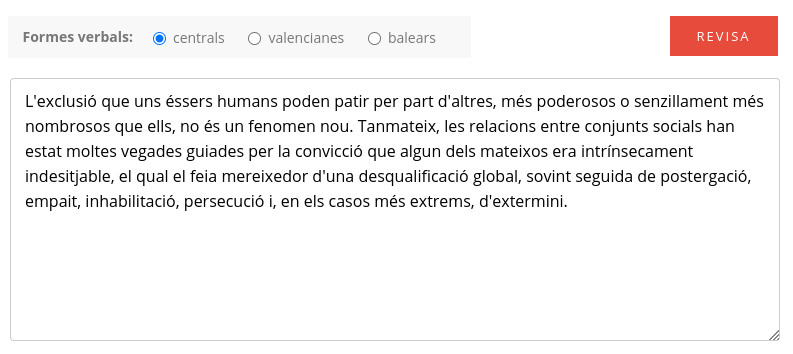 Formes verbals: centrals valencianes balears REVISA
L'exclusió que uns éssers humans poden patir per part d'altres, més poderosos o senzillament més
nombrosos que ells, no és un fenomen nou. Tanmateix, les relacions entre conjunts socials han
estat moltes vegades guiades per la convicció que algun dels mateixos era intrínsecament
indesitjable, el qual el feia mereixedor d'una desqualificació global, sovint seguida de postergació,
empait, inhabilitació, persecució i, en els casos més extrems, d'extermini.